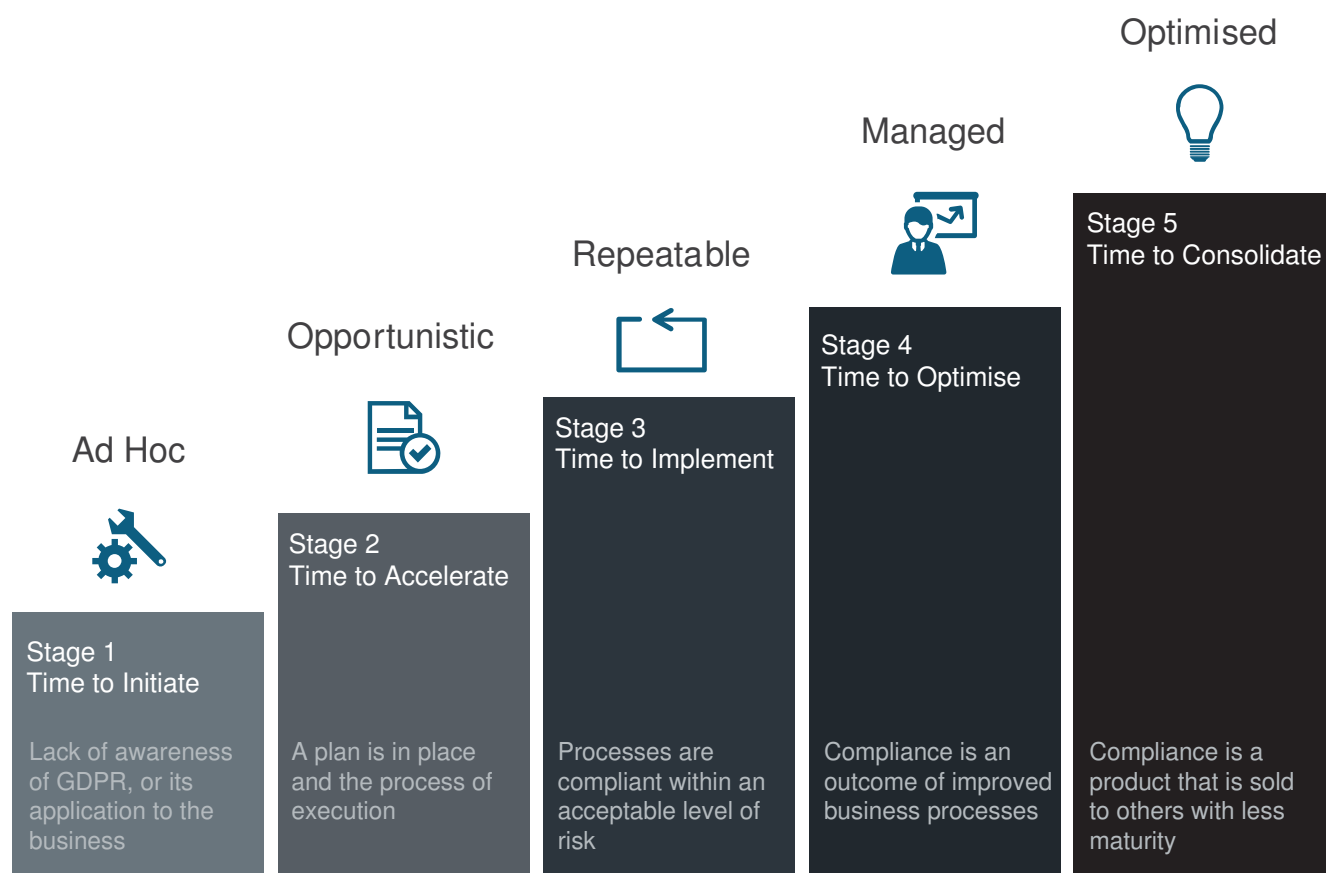 Optimised
Managed
Repeatable
Opportunistic
Ad Hoc
Stage 1
Time to Initiate
Lack of awareness
of GDPR, or its
application to the
business
Stage 2
Time to Accelerate
A plan is in place
and the process of
execution
Stage 3
Time to Implement
Processes are
compliant within an
acceptable level of
risk
Stage 4
Time to Optimise
Compliance is an
outcome of improved
business processes
Stage 5
Time to Consolidate
Compliance is a
product that is sold
to others with less
maturity